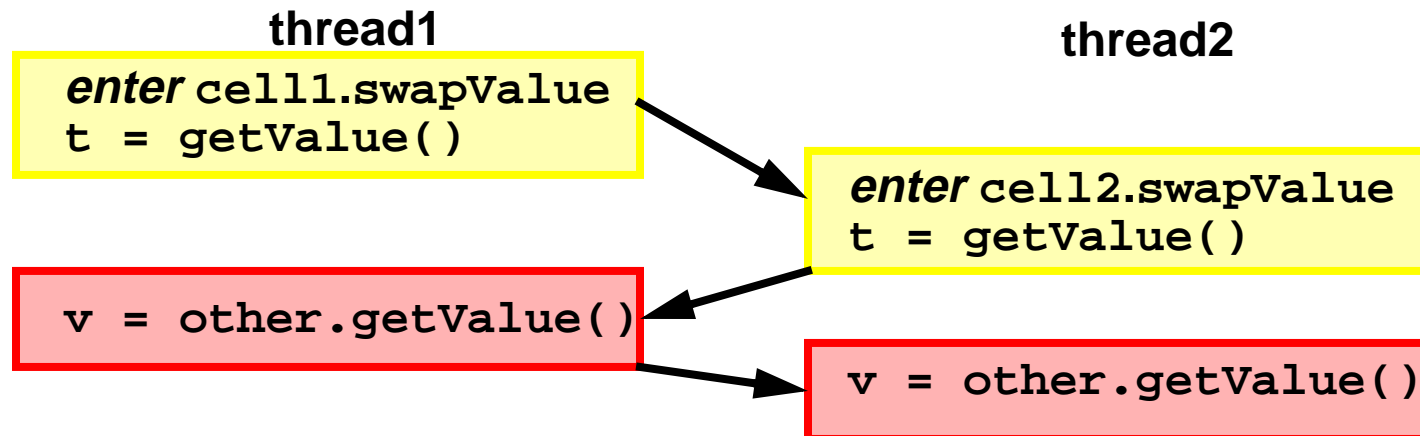 thread1
thread2
enter cell1.swapValue
t = getValue()
enter cell2.swapValue
t = getValue()
v = other.getValue()
v = other.getValue()